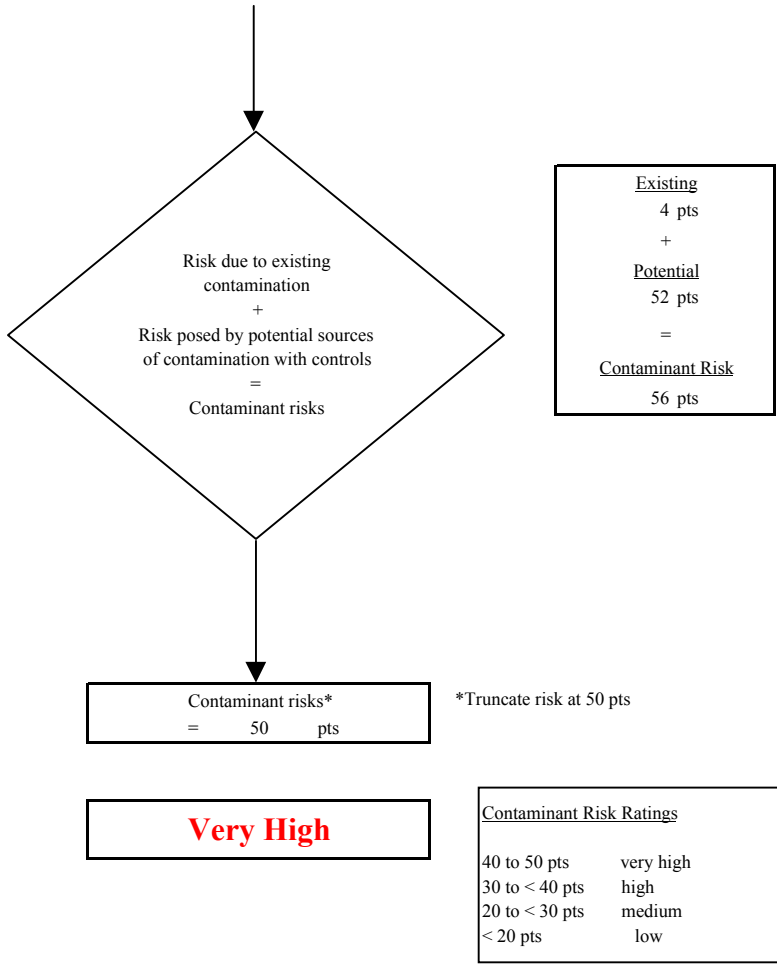 Risk due to existing
contamination
+
Risk posed by potential sources
of contamination with controls
=
Contaminant risks
Existing
4 pts
+
Potential
52 pts
=
Contaminant Risk
56 pts
Contaminant risks*
= 50 pts
*Truncate risk at 50 pts
Very High
Contaminant Risk Ratings
40 to 50 pts very high
30 to < 40 pts high
20 to < 30 pts medium
< 20 pts low